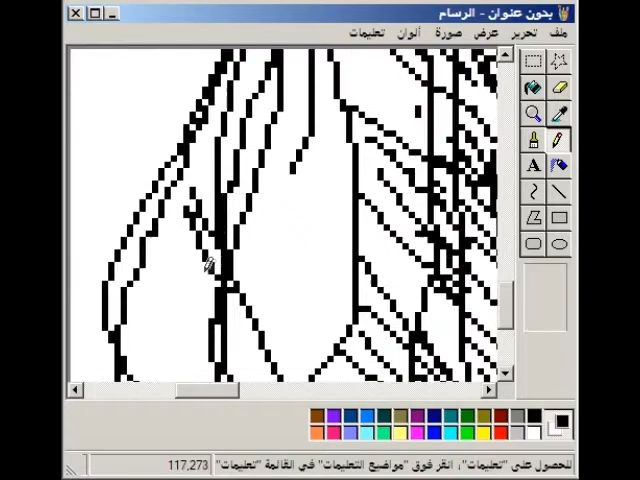 بدون عنوان - الرسام
ملف تحرير عرض صورة ألوان تعليمات
A
للحصول على "تعليمات"، انقر فوق "مواضيع التعليمات" في القائمة "تعليمات" 117,273